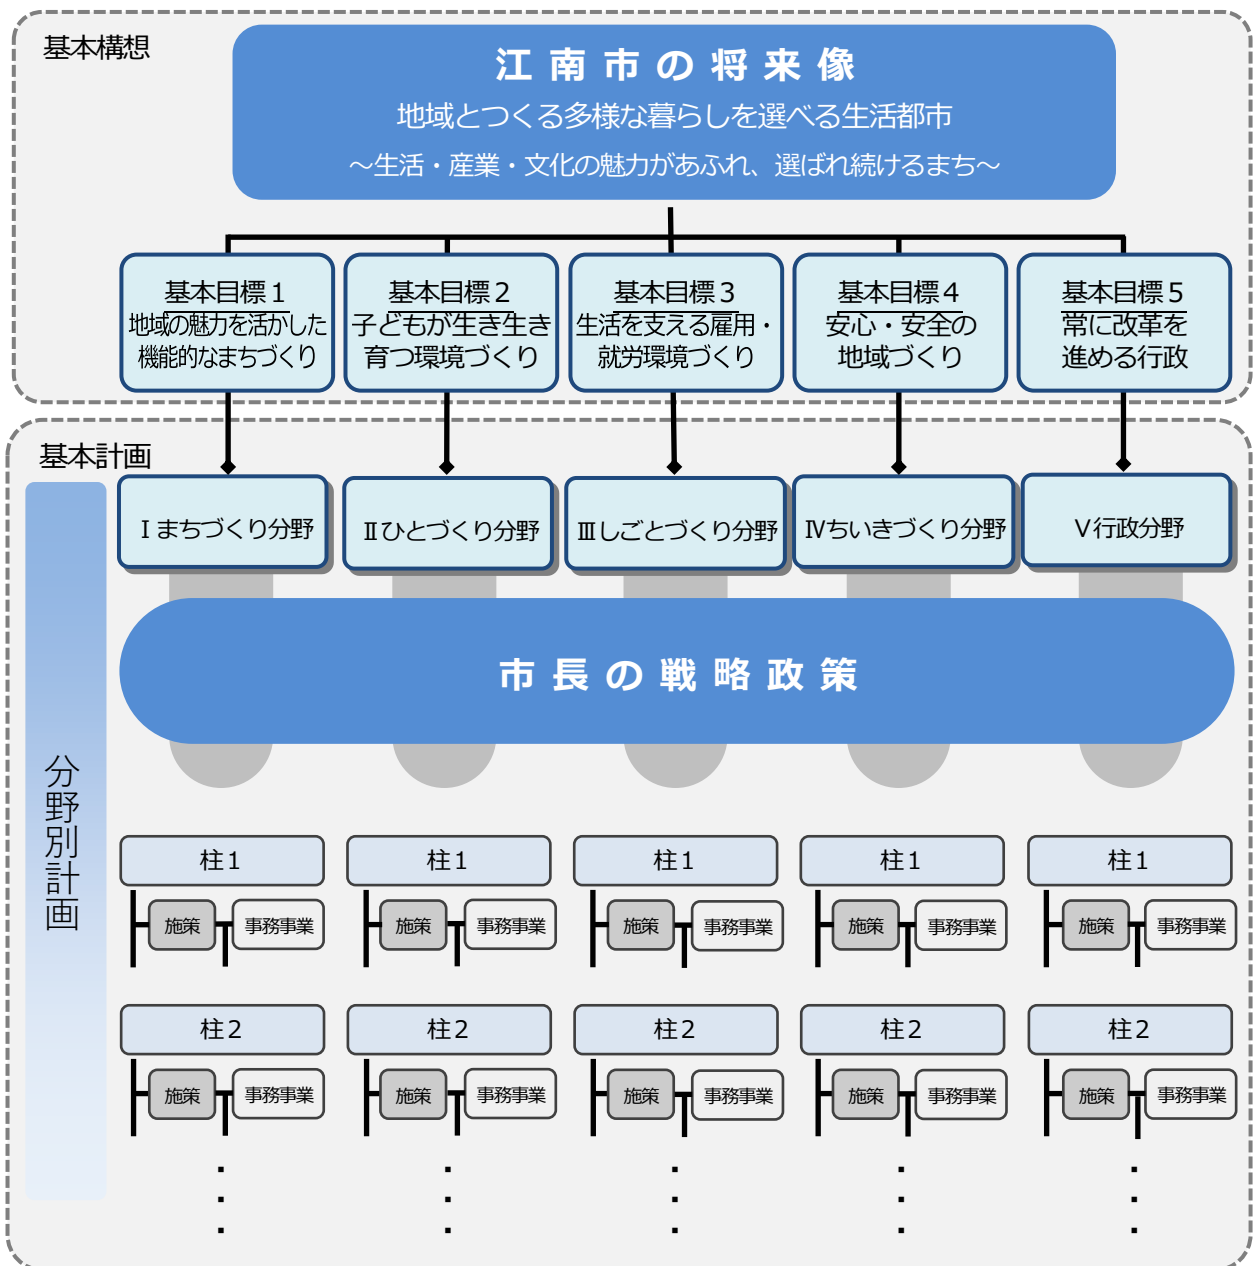 基本構想
江南市の将来像
地域とつくる多様な暮らしを選べる生活都市
～生活・産業・文化の魅力があふれ、選ばれ続けるまち～
基本目標１
地域の魅力を活かした
機能的なまちづくり
基本目標２
子どもが生き生き
育つ環境づくり
基本目標３
生活を支える雇用・
就労環境づくり
基本目標４
安心・安全の
地域づくり
基本目標５
常に改革を
進める行政
基本計画
分野別計画
Ⅰまちづくり分野
Ⅱひとづくり分野
Ⅲしごとづくり分野
Ⅳちいきづくり分野
Ⅴ行政分野
市長の戦略政策
柱１
柱１
柱１
柱１
柱１
施策 事務事業
施策 事務事業
施策 事務事業
施策 事務事業
施策 事務事業
柱２
柱２
柱２
柱２
柱２
施策 事務事業
施策 事務事業
施策 事務事業
施策 事務事業
施策 事務事業